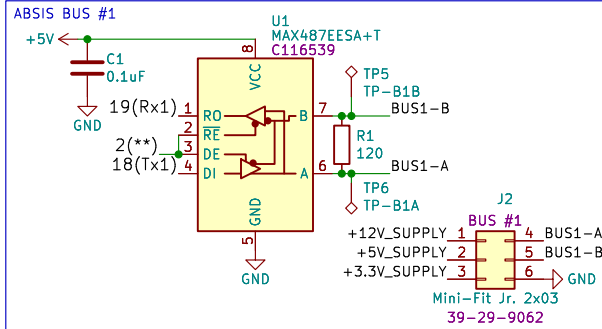 ABSIS BUS #1
+5V
C1
0.1uF
GND
U1
MAX487EESA+T
C116539
8
VCC
19(Rx1)
1
RO
2
RE
2(**)
3
DE
18(Tx1)
4
DI
B
7
A
6
GND
5
GND
TP5
TP-B1B
BUS1-B
R1
120
BUS1-A
TP6
TP-B1A
J2
BUS #1
+12V_SUPPLY
1
4
BUS1-A
+5V_SUPPLY
2
5
BUS1-B
+3.3V_SUPPLY
3
6
GND
Mini-Fit Jr. 2x03
39-29-9062